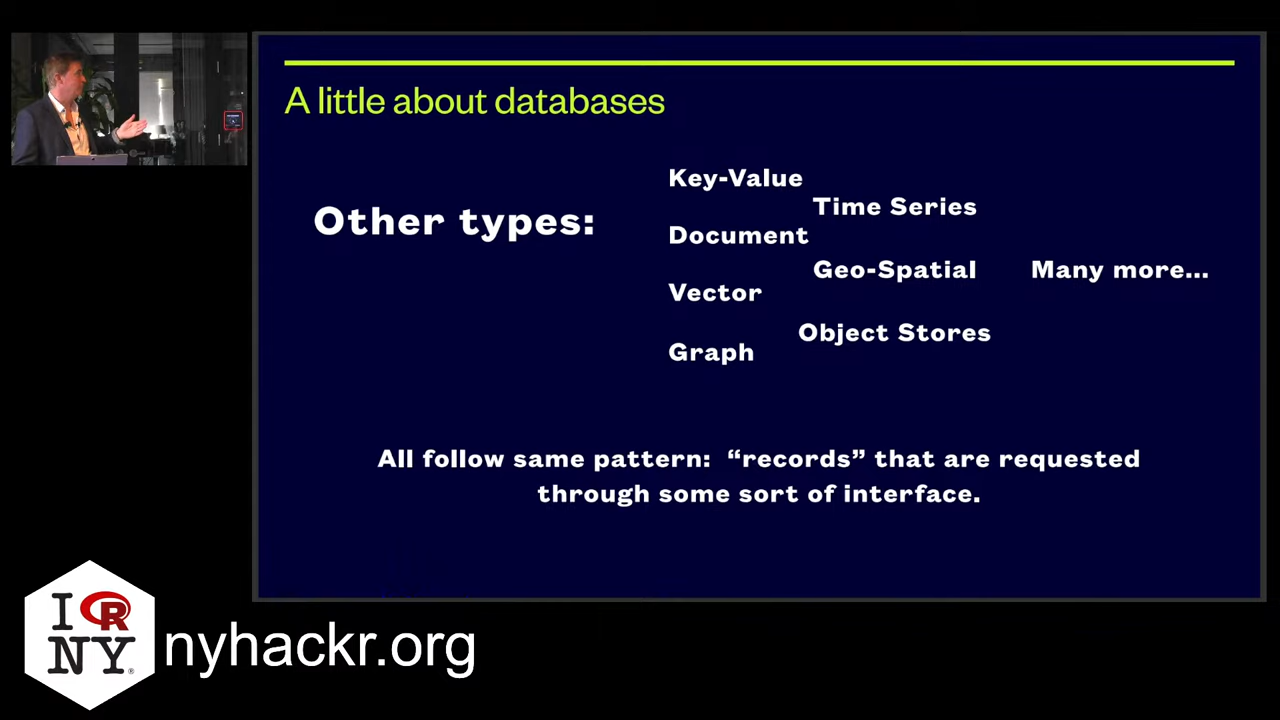 A little about databases
Other types:
Key-Value
Time Series
Document
Geo-Spatial
Many more...
Vector
Object Stores
Graph
All follow same pattern: “records” that are requested
through some sort of interface.
I R
NY®
nyhackr.org